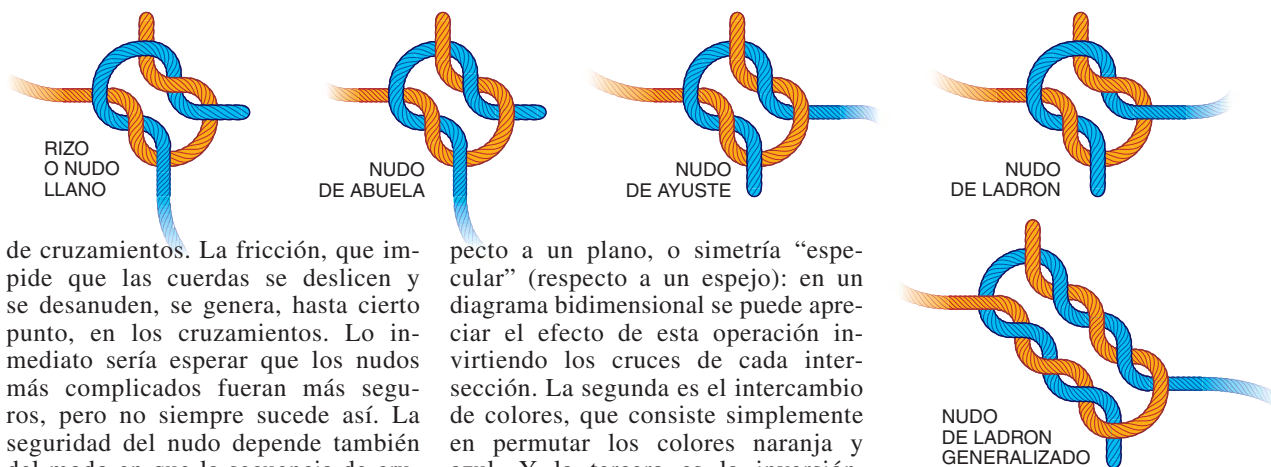 RIZO
O NUDO
LLANO
NUDO
DE ABUELA
NUDO
DE AYUSTE
NUDO
DE LADRON
de cruzamientos. La fricción, que im-
pide que las cuerdas se deslicen y
se desanuden, se genera, hasta cierto
punto, en los cruzamientos. Lo in-
mediato sería esperar que los nudos
más complicados fueran más segu-
ros, pero no siempre sucede así. La
seguridad del nudo depende también
pecto a un plano, o simetría “espe-
cular” (respecto a un espejo): en un
diagrama bidimensional se puede apre-
ciar el efecto de esta operación in-
virtiendo los cruces de cada inter-
sección. La segunda es el intercambio
de colores, que consiste simplemente
en permutar los colores naranja y
NUDO
DE LADRON
GENERALIZADO